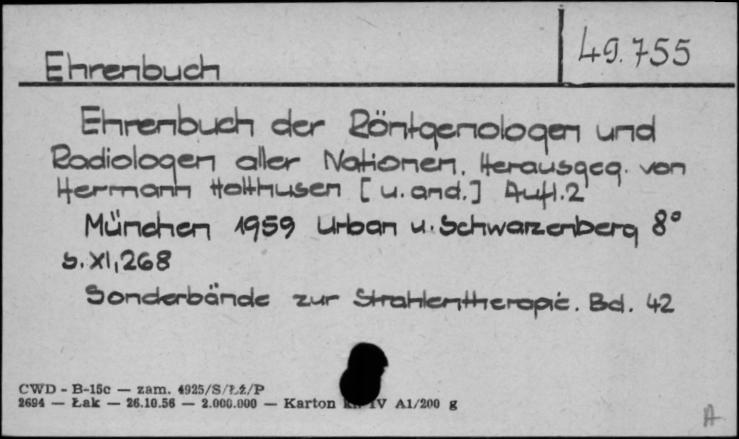 49.755
Ehrenbuch
Ehrenbuch der Röntgenologen und
Radiologen aller Nationen. Herausgeg. von
Hermann Holthusen [u. and.] Aufl.2
München 1959 Urban u. Schwarzenberg 8°
S. XI,268
Sonderbände zur Strahlentherapie. Bd. 42
CWD - B-15c — zam. 4925/S/ŁŹ/P
2694 — Łak — 26.10.56 — 2.000.000 — Karton IV A1/200 g
A